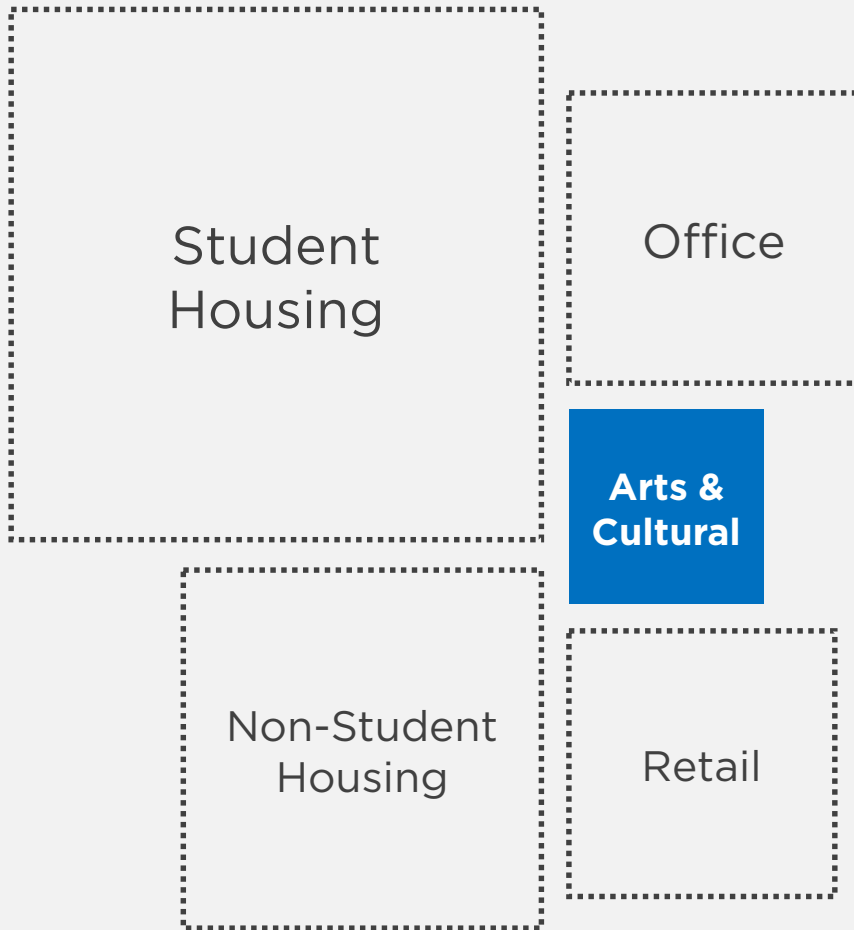 Student
Housing
Office
Arts &
Cultural
Non-Student
Housing
Retail